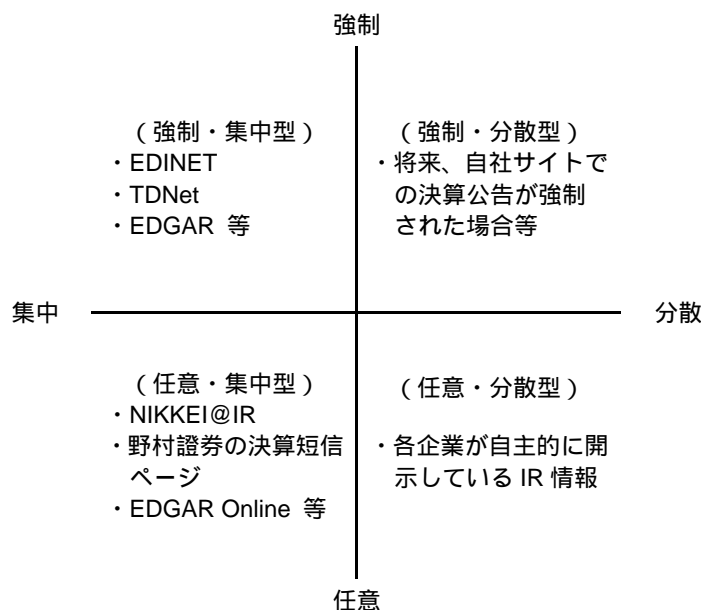 強制
（強制・集中型）
・EDINET
・TDNet
・EDGAR 等
（強制・分散型）
・将来、自社サイトで
の決算公告が強制
された場合等
集中
分散
（任意・集中型）
・NIKKEI＠IR
・野村證券の決算短信
ページ
・EDGAR Online 等
（任意・分散型）
・各企業が自主的に開
示している IR 情報
任意